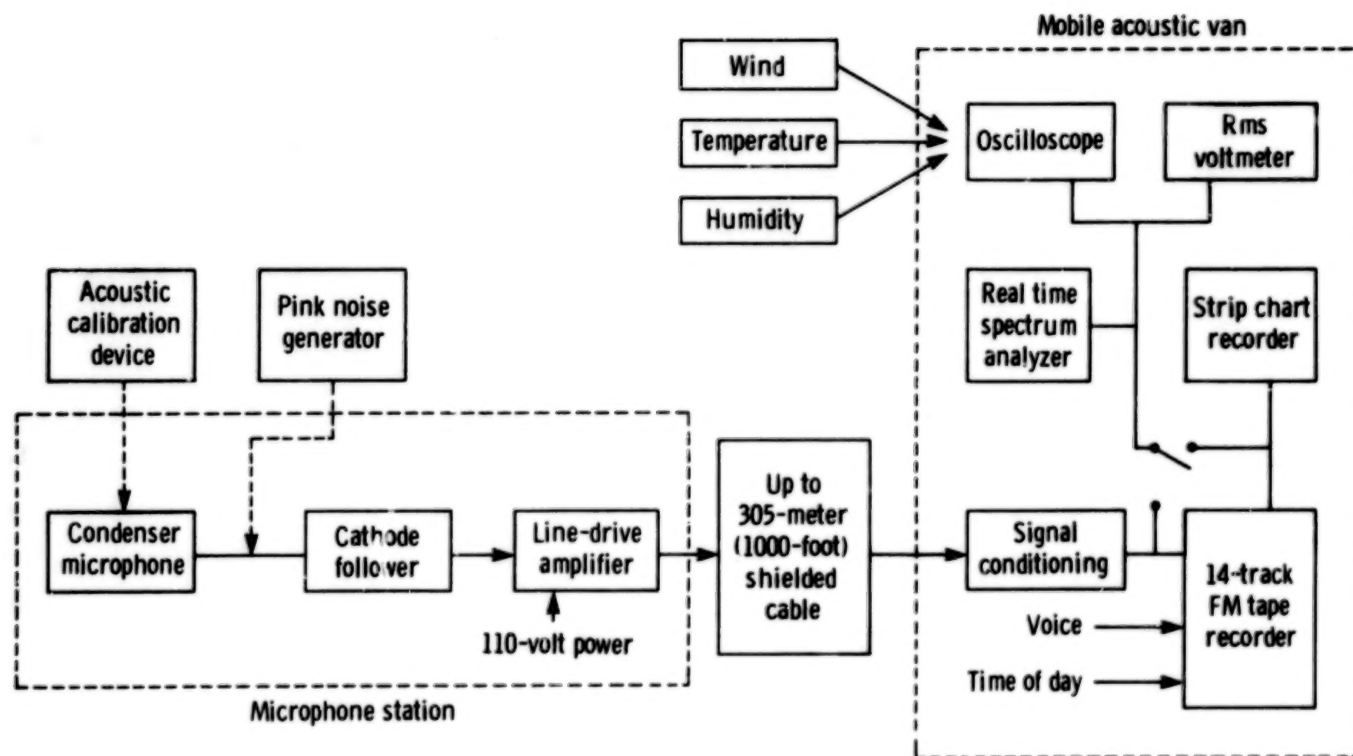 Mobile acoustic van
Wind
Temperature
Humidity
Oscilloscope
Rms
voltmeter
Acoustic
calibration
device
Pink noise
generator
Real time
spectrum
analyzer
Strip chart
recorder
Condenser
microphone
Cathode
follower
Line-drive
amplifier
110-volt power
Up to
305-meter
(1000-foot)
shielded
cable
Signal
conditioning
Voice
Time of day
14-track
FM tape
recorder
Microphone station